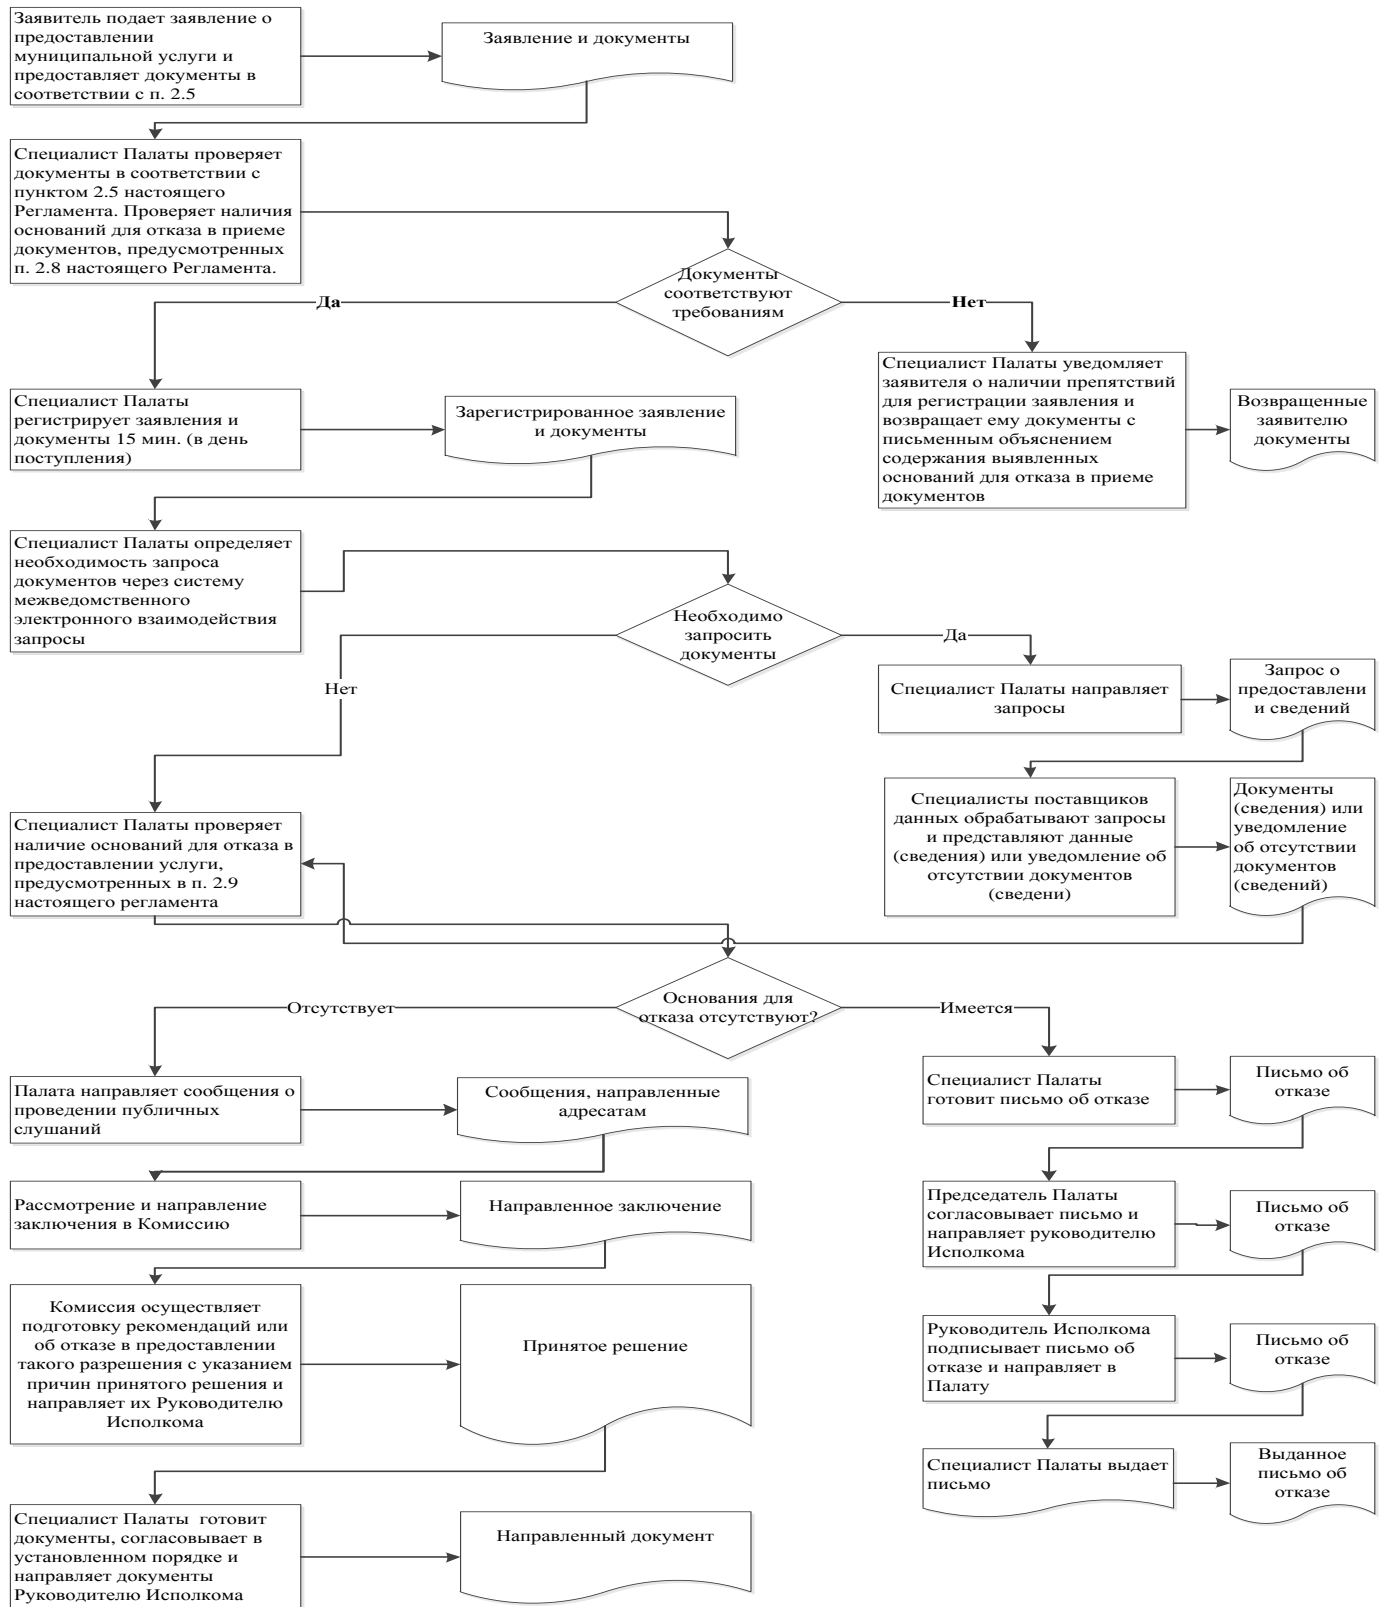 Заявитель подает заявление о
предоставлении
муниципальной услуги и
предоставляет документы в
соответствии с п. 2.5
Заявление и документы
Специалист Палаты проверяет
документы в соответствии с
пунктом 2.5 настоящего
Регламента. Проверяет наличия
оснований для отказа в приеме
документов, предусмотренных
п. 2.8 настоящего Регламента.
Документы
соответствуют
требованиям
Да
Нет
Специалист Палаты
регистрирует заявления и
документы 15 мин. (в день
поступления)
Зарегистрированное заявление
и документы
Специалист Палаты уведомляет
заявителя о наличии препятствий
для регистрации заявления и
возвращает ему документы с
письменным объяснением
содержания выявленных
оснований для отказа в приеме
документов
Возвращенные
заявителю
документы
Специалист Палаты определяет
необходимость запроса
документов через систему
межведомственного
электронного взаимодействия
запросы
Необходимо
запросить
документы
Да
Нет
Специалист Палаты направляет
запросы
Запрос о
предоставлени
и сведений
Специалисты поставщиков
данных обрабатывают запросы
и представляют данные
(сведения) или уведомление об
отсутствии документов
(сведени)
Документы
(сведения) или
уведомление
об отсутствии
документов
(сведений)
Специалист Палаты проверяет
наличие оснований для отказа в
предоставлении услуги,
предусмотренных в п. 2.9
настоящего регламента
Основания для
отказа отсутствуют?
Отсутствует
Имеется
Палата направляет сообщения о
проведении публичных
слушаний
Сообщения, направленные
адресатам
Специалист Палаты
готовит письмо об отказе
Письмо об
отказе
Рассмотрение и направление
заключения в Комиссию
Направленное заключение
Председатель Палаты
согласовывает письмо и
направляет руководителю
Исполкома
Письмо об
отказе
Комиссия осуществляет
подготовку рекомендаций или
об отказе в предоставлении
такого разрешения с указанием
причин принятого решения и
направляет их Руководителю
Исполкома
Принятое решение
Руководитель Исполкома
подписывает письмо об
отказе и направляет в
Палату
Письмо об
отказе
Специалист Палаты выдает
письмо
Выданное
письмо об
отказе
Специалист Палаты  готовит
документы, согласовывает в
установленном порядке и
направляет документы
Руководителю Исполкома
Направленный документ